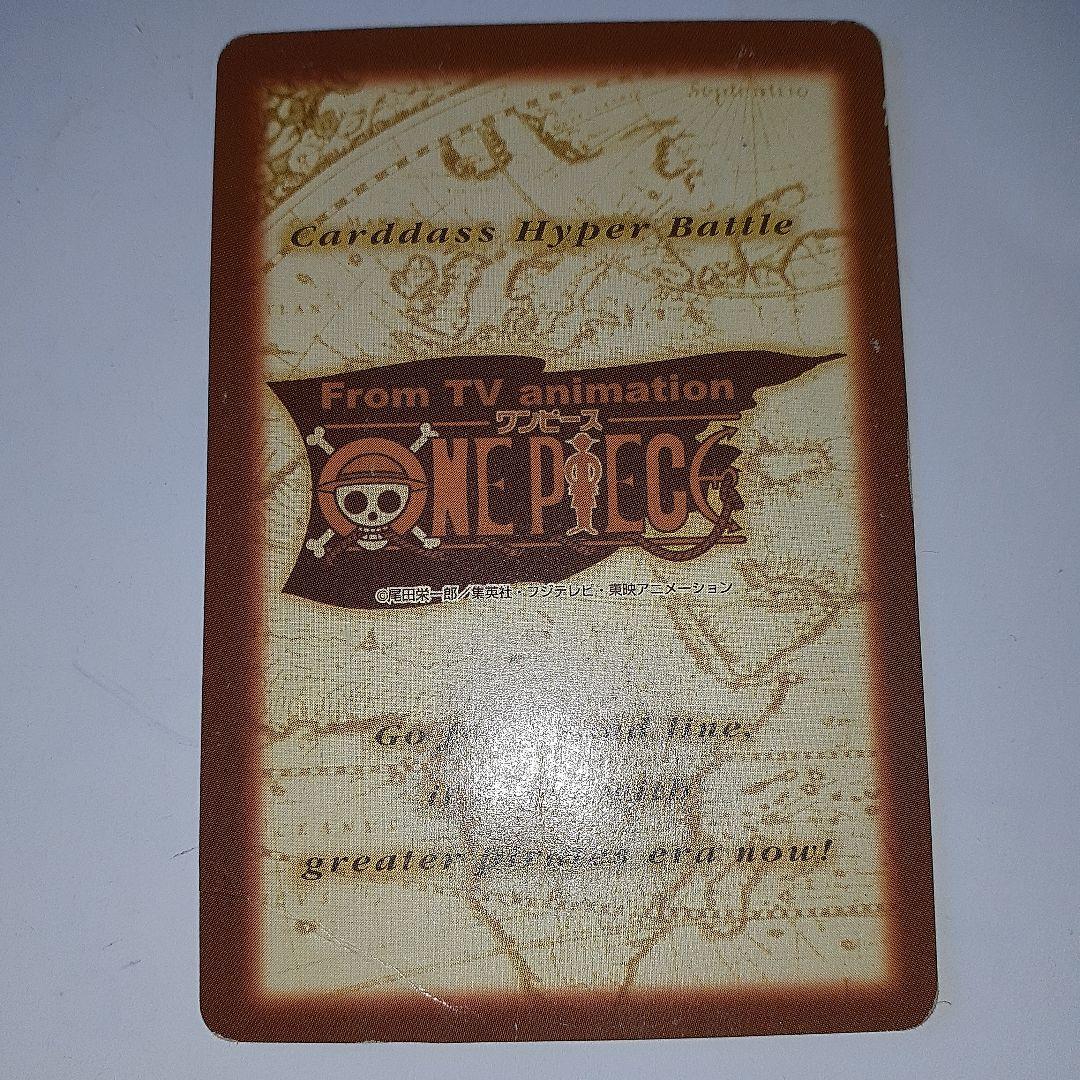 Septentrio
Carddass Hyper Battle
From TV animation
ワンピース
ONE PIECE
©尾田栄一郎／集英社・フジテレビ・東映アニメーション
Go line,
greater pirates era now!